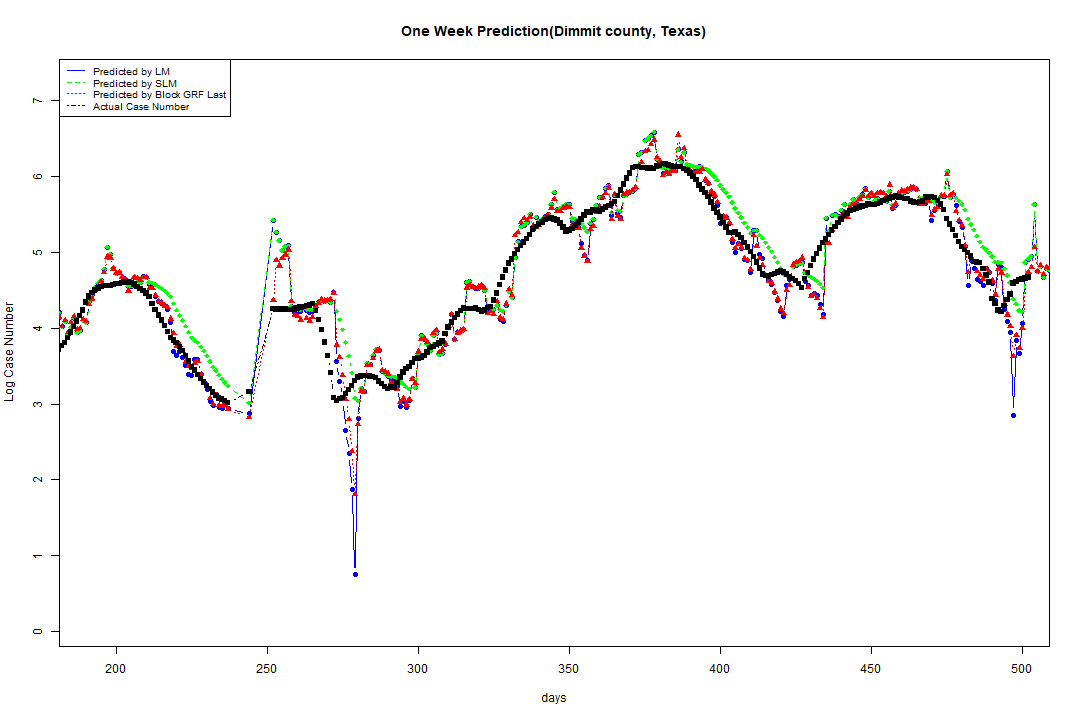 One Week Prediction(Dimmit county, Texas)
Predicted by LM
Predicted by SLM
Predicted by Block GRF Last
Actual Case Number
7
6
5
4
3
2
1
0
Log Case Number
200 250 300 350 400 450 500
days